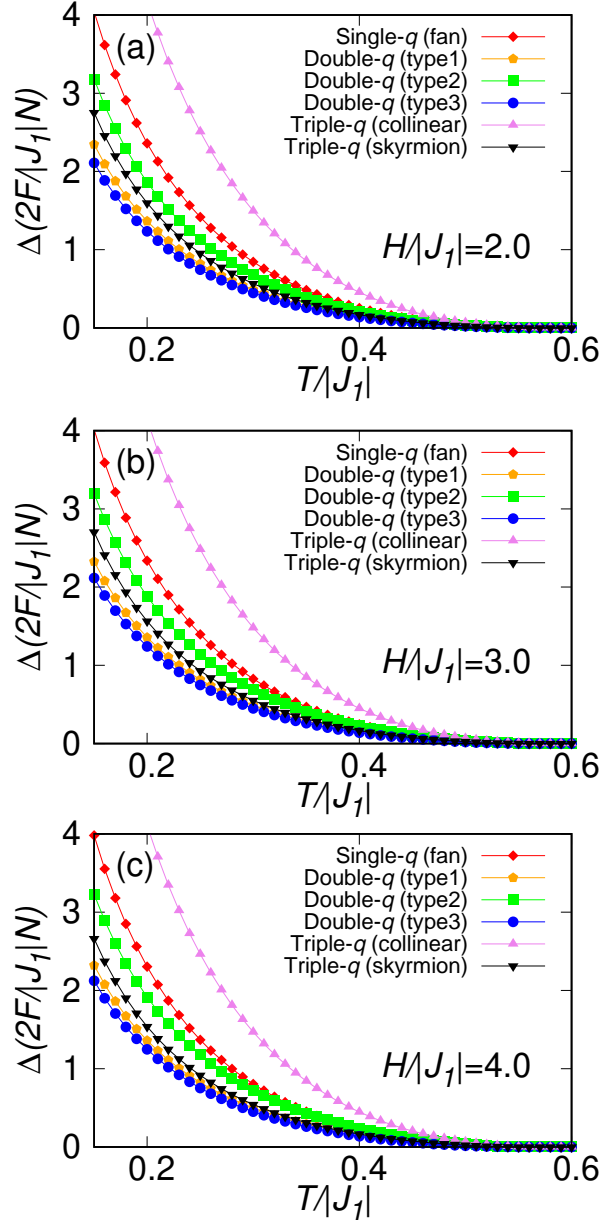 (a)
Single-q (fan)
Double-q (type1)
Double-q (type2)
Double-q (type3)
Triple-q (collinear)
Triple-q (skyrmion)
H/|J₁|=2.0
Δ(2F/|J₁|N)
4
3
2
1
0
0.2
0.4
0.6
T/|J₁|
(b)
Single-q (fan)
Double-q (type1)
Double-q (type2)
Double-q (type3)
Triple-q (collinear)
Triple-q (skyrmion)
H/|J₁|=3.0
Δ(2F/|J₁|N)
4
3
2
1
0
0.2
0.4
0.6
T/|J₁|
(c)
Single-q (fan)
Double-q (type1)
Double-q (type2)
Double-q (type3)
Triple-q (collinear)
Triple-q (skyrmion)
H/|J₁|=4.0
Δ(2F/|J₁|N)
4
3
2
1
0
0.2
0.4
0.6
T/|J₁|